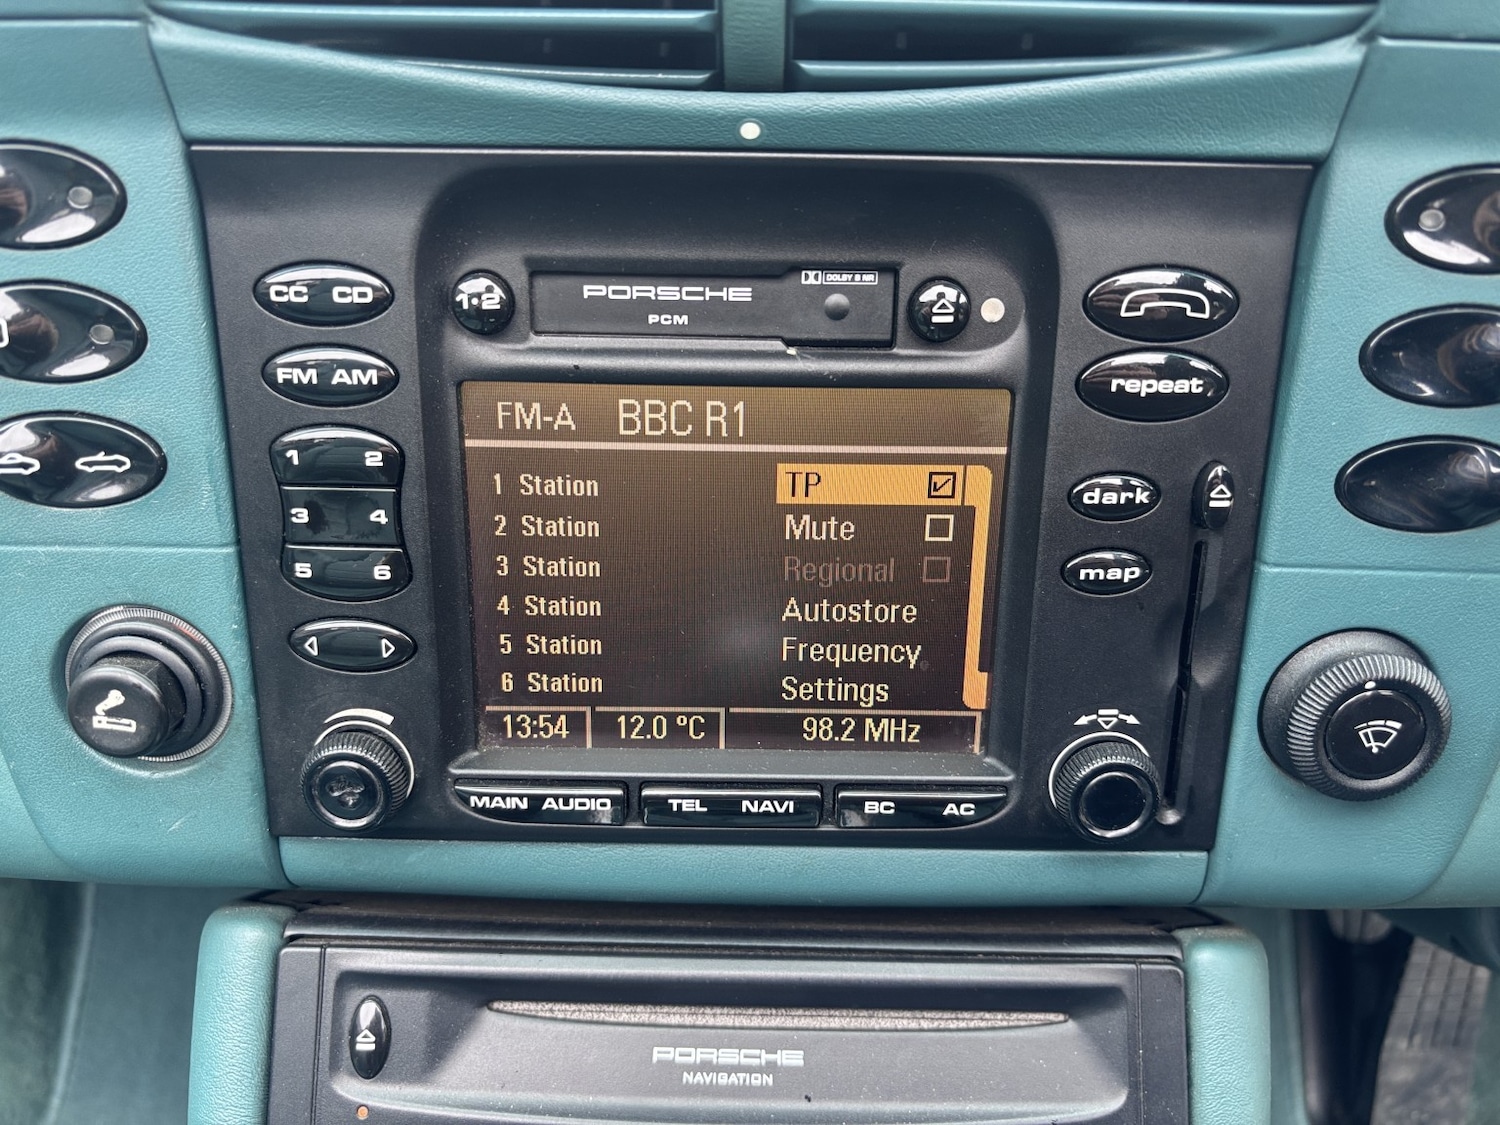 DOLBY B NR
PORSCHE
PCM
1•2
CC CD
FM AM
1 2
3 4
5 6
FM-A BBC R1
1 Station
2 Station
3 Station
4 Station
5 Station
6 Station
TP
Mute
Regional
Autostore
Frequency
Settings
13:54 12.0 ºC 98.2 MHz
repeat
dark
map
MAIN AUDIO TEL NAVI BC AC
PORSCHE
NAVIGATION